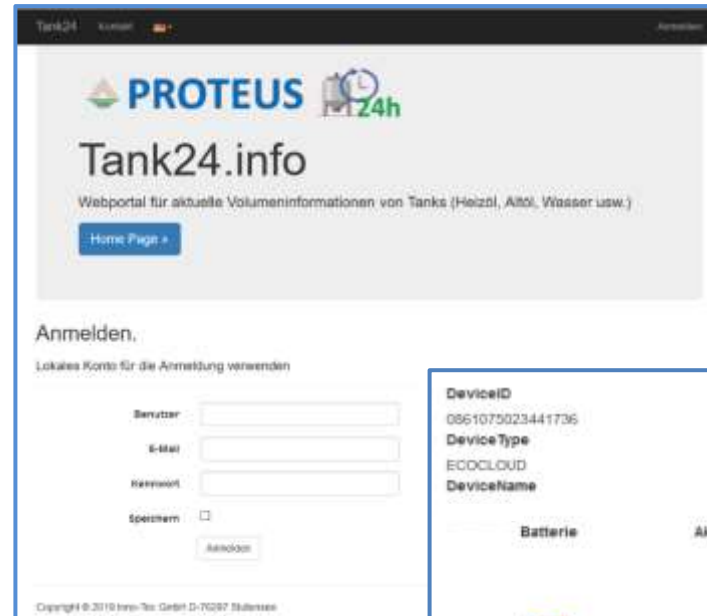 Tank24 Kontakt Anmelden
PROTEUS 24h
Tank24.info
Webportal für aktuelle Volumeninformationen von Tanks (Heizöl, Altöl, Wasser usw.)
Home Page »
Anmelden.
Lokales Konto für die Anmeldung verwenden
Benutzer
E-Mail
Kennwort
Speichern
Anmelden
Copyright © 2019 Inno-Tec GmbH D-76297 Stutensee
DeviceID
0861075023441736
DeviceType
ECOCLOUD
DeviceName
Batterie